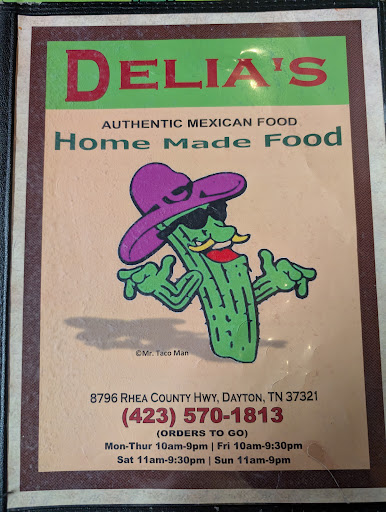 DELIA'S
AUTHENTIC MEXICAN FOOD
Home Made Food
©Mr. Taco Man
8796 RHEA COUNTY HWY, DAYTON, TN 37321
(423) 570-1813
(ORDERS TO GO)
Mon-Thur 10am-9pm | Fri 10am-9:30pm
Sat 11am-9:30pm | Sun 11am-9pm